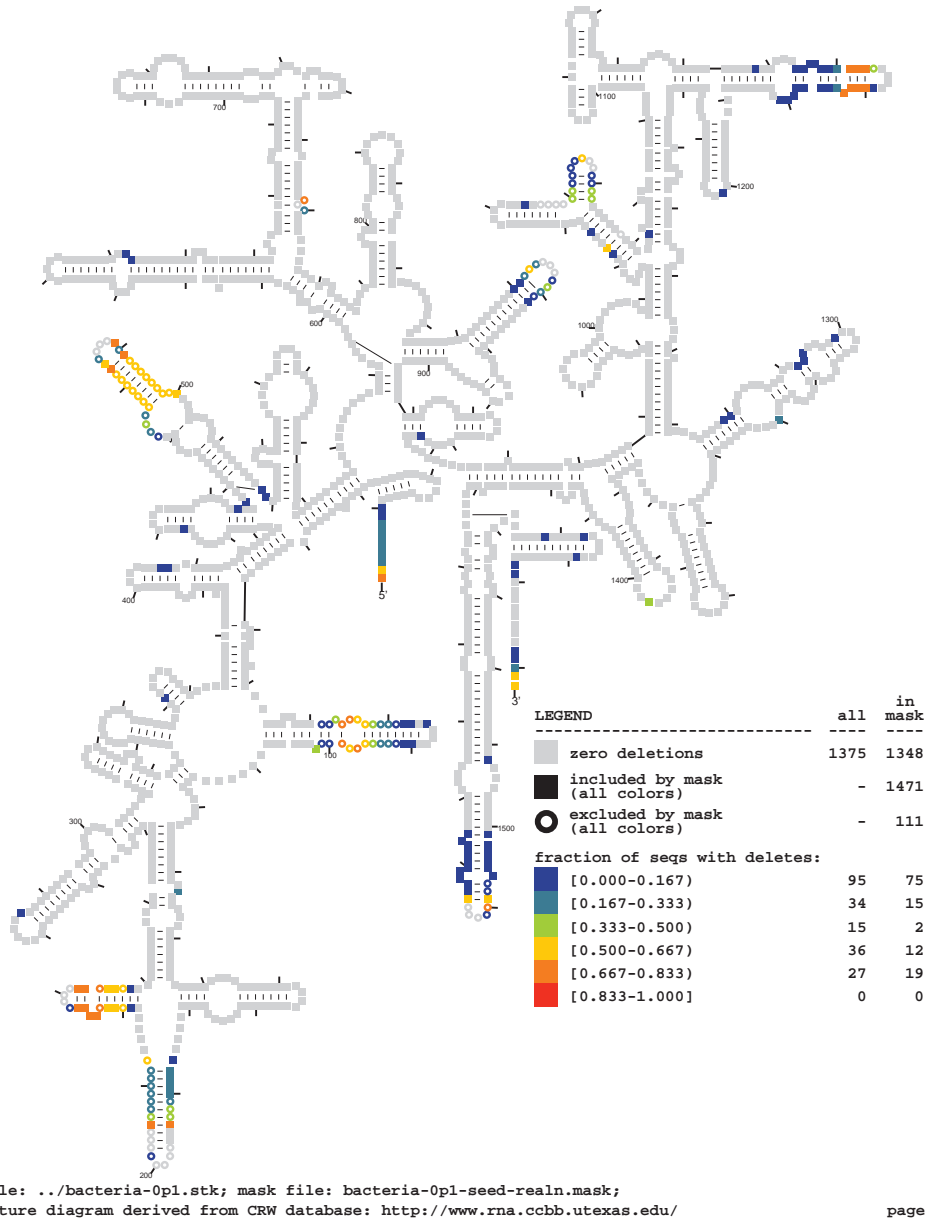 1100
700
1200
800
1300
1000
600
900
500
1400
400
5'
3'
in
LEGEND all mask
---------------------------- ---- ----
zero deletions 1375 1348
included by mask - 1471
(all colors)
excluded by mask - 111
(all colors)
100
300
1500
fraction of seqs with deletes:
[0.000-0.167) 95 75
[0.167-0.333) 34 15
[0.333-0.500) 15 2
[0.500-0.667) 36 12
[0.667-0.833) 27 19
[0.833-1.000] 0 0
200
le: ../bacteria-0p1.stk; mask file: bacteria-0p1-seed-realn.mask;
ture diagram derived from CRW database: http://www.rna.ccbb.utexas.edu/ page